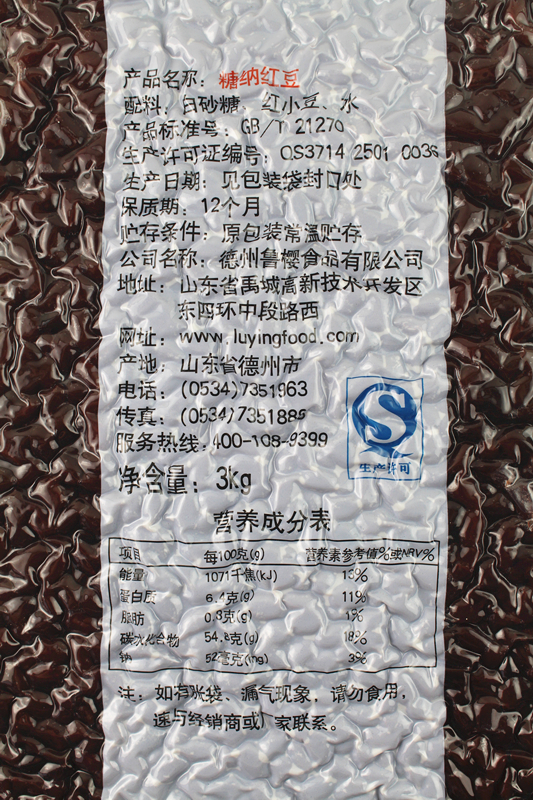 产品名称：糖纳红豆
配料：白砂糖、红小豆、水
产品标准号：GB/T 21270
生产许可证编号：QS3714 2501 0036
生产日期：见包装袋封口处
保质期：12个月
贮存条件：原包装常温贮存
公司名称：德州鲁樱食品有限公司
地址：山东省禹城高新技术开发区
东四环中段路西
网址：www.luyingfood.com
产地：山东省德州市
电话：(0534)7351963
传真：(0534)7351885
服务热线：400-108-9399
净含量：3kg
生产许可
营养成分表
项目 每100克(g) 营养素参考值%或NRV%
能量 1071千焦(kJ) 13%
蛋白质 6.4克(g) 11%
脂肪 0.8克(g) 1%
碳水化合物 54.8克(g) 18%
钠 52毫克(mg) 3%
注：如有胀袋、漏气现象，请勿食用，
速与经销商或厂家联系。